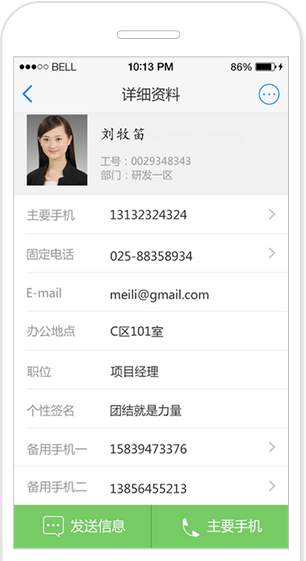 ●●●○○ BELL 10:13 PM 86%
详细资料
刘牧笛
工号：0029348343
部门：研发一区
主要手机 13132324324
固定电话 025-88358934
E-mail meili@gmail.com
办公地点 C区101室
职位 项目经理
个性签名 团结就是力量
备用手机一 15839473376
备用手机二 13856455213
发送信息 主要手机